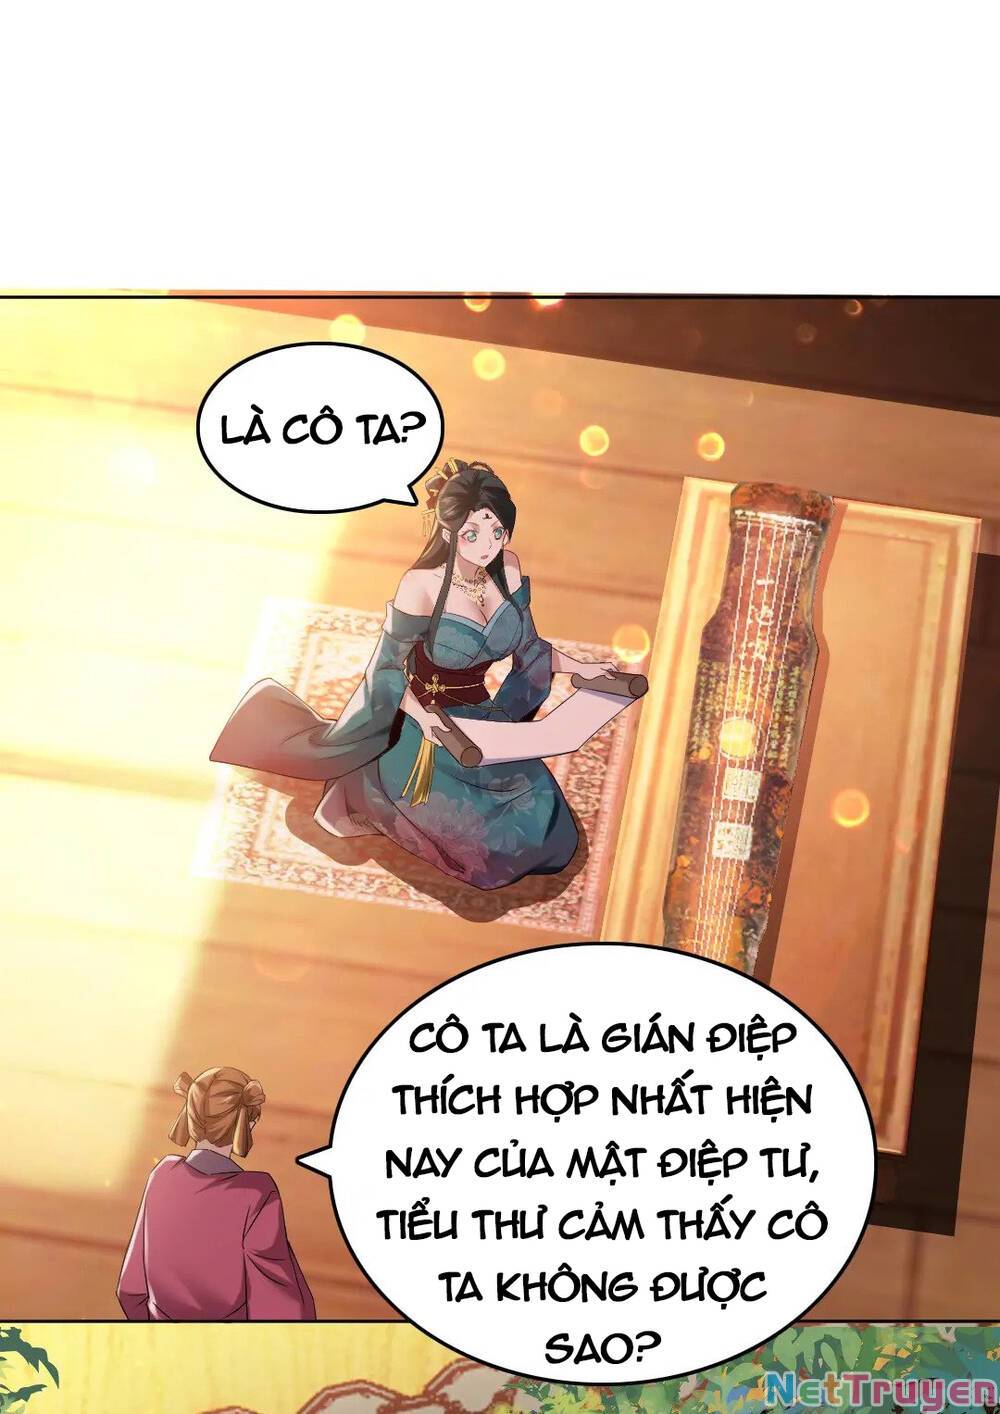 LÀ CÔ TA?
CÔ TA LÀ GIÁN ĐIỆP
THÍCH HỢP NHẤT HIỆN
NAY CỦA MẬT ĐIỆP TƯ,
TIỂU THƯ CẢM THẤY CÔ
TA KHÔNG ĐƯỢC
SAO?
NetTruyen